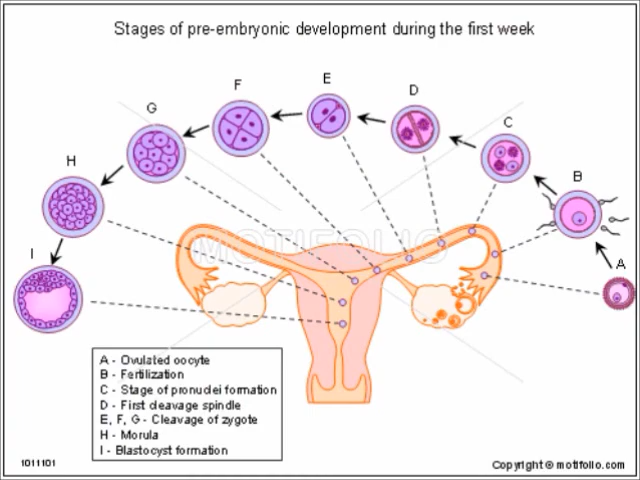 Stages of pre-embryonic development during the first week
E
F
D
G
C
H
B
I
A
MOTIFOLIO
A - Ovulated oocyte
B - Fertilization
C - Stage of pronuclei formation
D - First cleavage spindle
E, F, G - Cleavage of zygote
H - Morula
I - Blastocyst formation
1011101
Copyright © motifolio.com